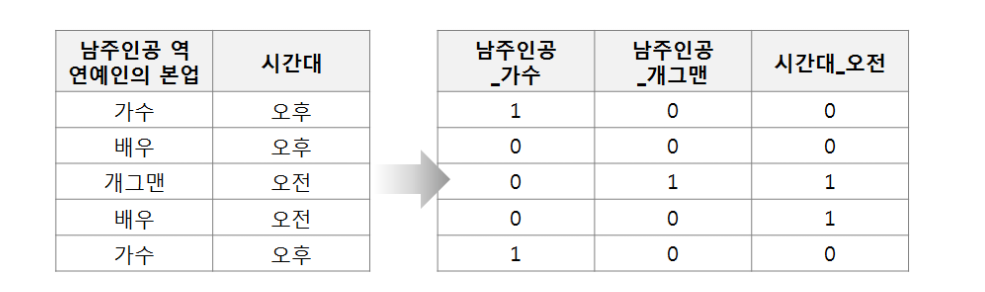 남주인공 역
연예인의 본업
시간대
가수
오후
배우
오후
개그맨
오전
배우
오전
가수
오후
남주인공
_가수
남주인공
_개그맨
시간대_오전
1
0
0
0
0
0
0
1
1
0
0
1
1
0
0